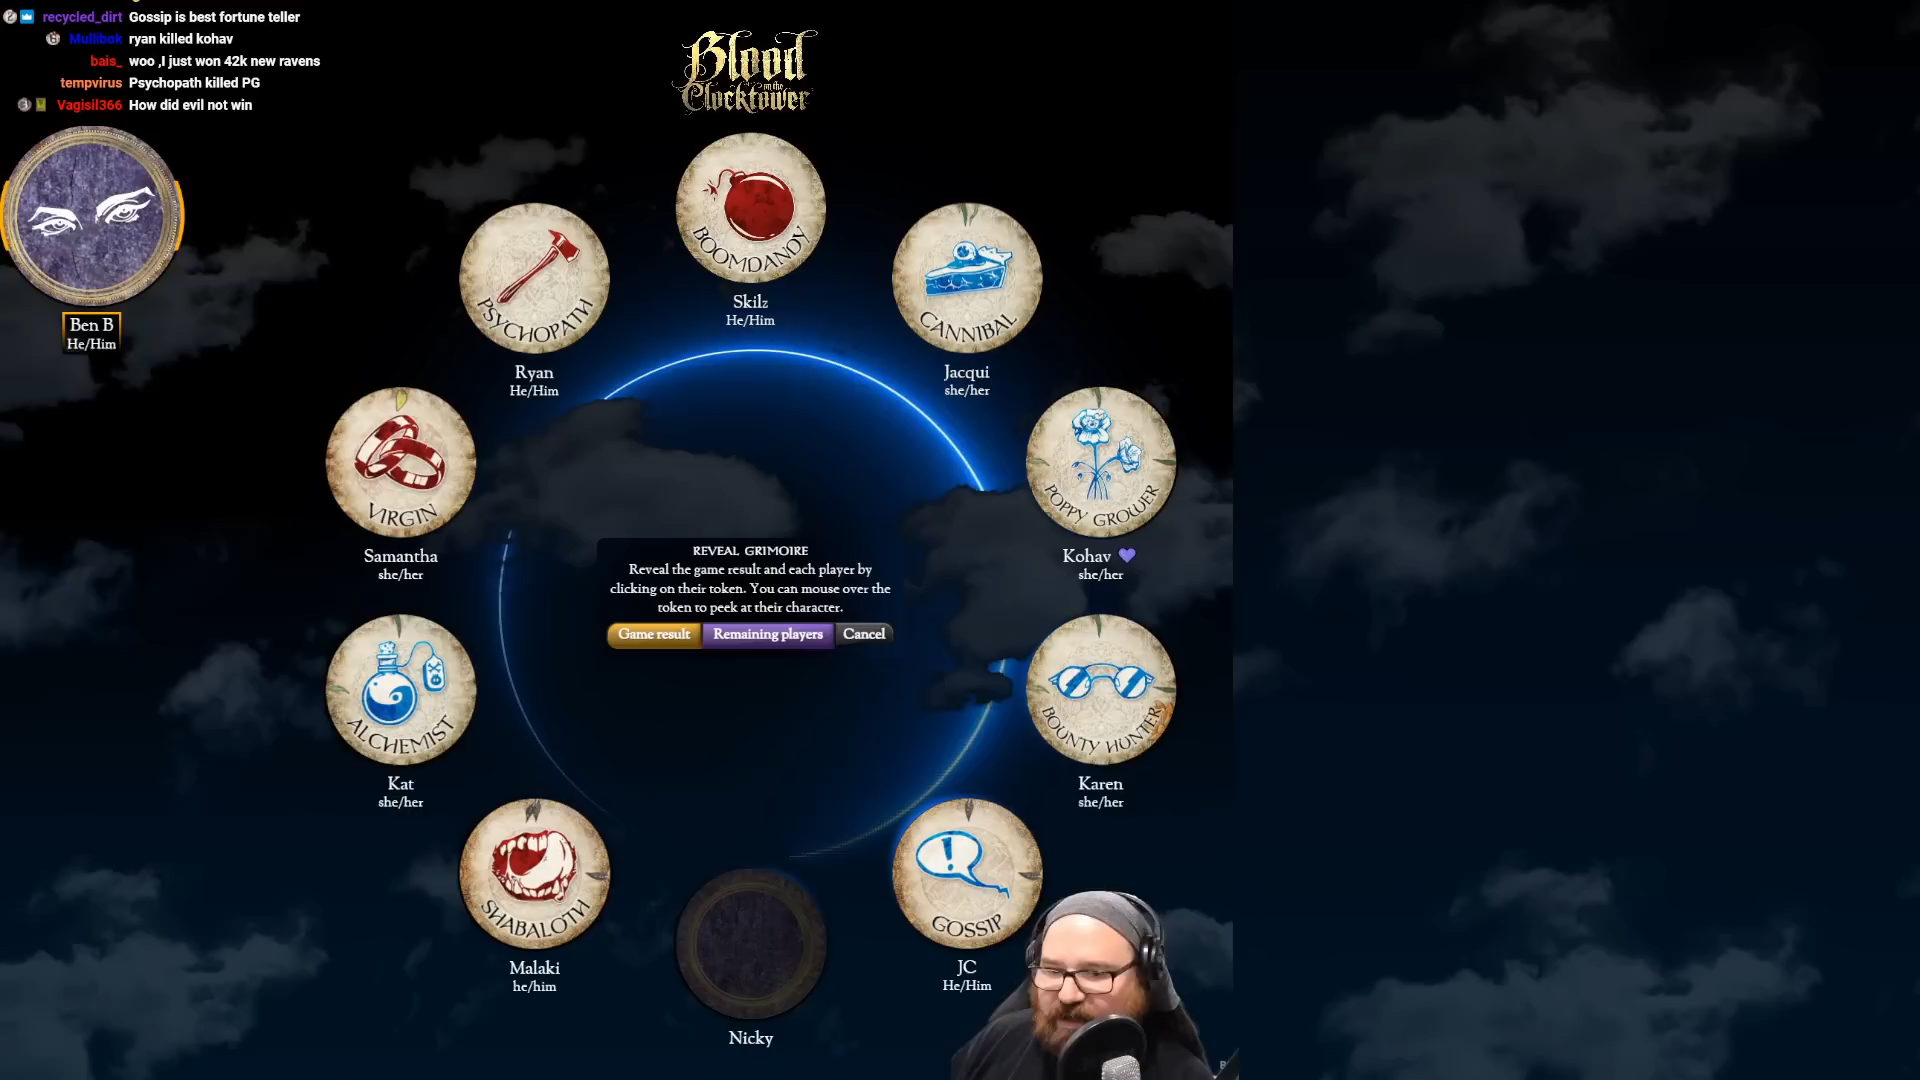 recycled_dirt Gossip is best fortune teller
Mullibok ryan killed kohav
bais_ woo ,I just won 42k new ravens
tempvirus Psychopath killed PG
Vagisil366 How did evil not win
Blood
on the
Clocktower
Ben B
He/Him
BOOMDANDY
Skilz
He/Him
PSYCHOPATH
Ryan
He/Him
CANNIBAL
Jacqui
she/her
VIRGIN
Samantha
she/her
POPPY GROWER
Kohav
she/her
REVEAL GRIMOIRE
Reveal the game result and each player by
clicking on their token. You can mouse over the
token to peek at their character.
Game result Remaining players Cancel
ALCHEMIST
Kat
she/her
BOUNTY HUNTER
Karen
she/her
SHABALOTH
Malaki
he/him
GOSSIP
JC
He/Him
Nicky